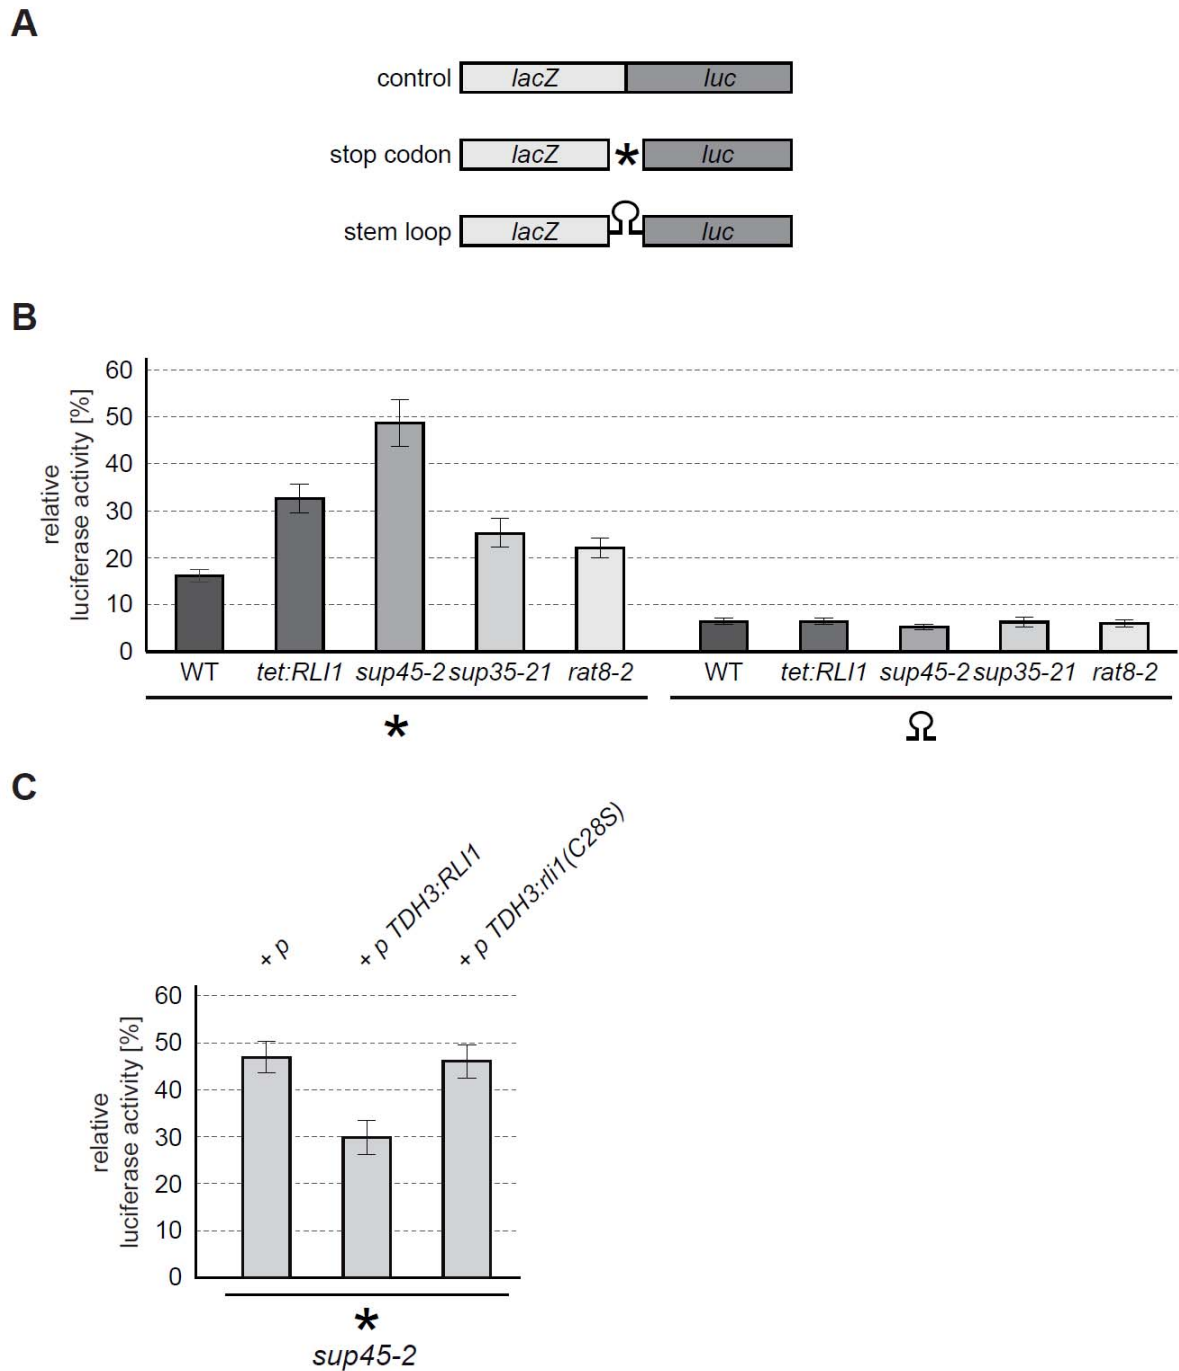 A
control lacZ luc
stop codon lacZ * luc
stem loop lacZ luc
B
relative
luciferase activity [%]
60
50
40
30
20
10
0
WT tet:RLI1 sup45-2 sup35-21 rat8-2 WT tet:RLI1 sup45-2 sup35-21 rat8-2
*
C
+ p + p TDH3:RLI1 + p TDH3:rli1(C28S)
relative
luciferase activity [%]
60
50
40
30
20
10
0
*
sup45-2